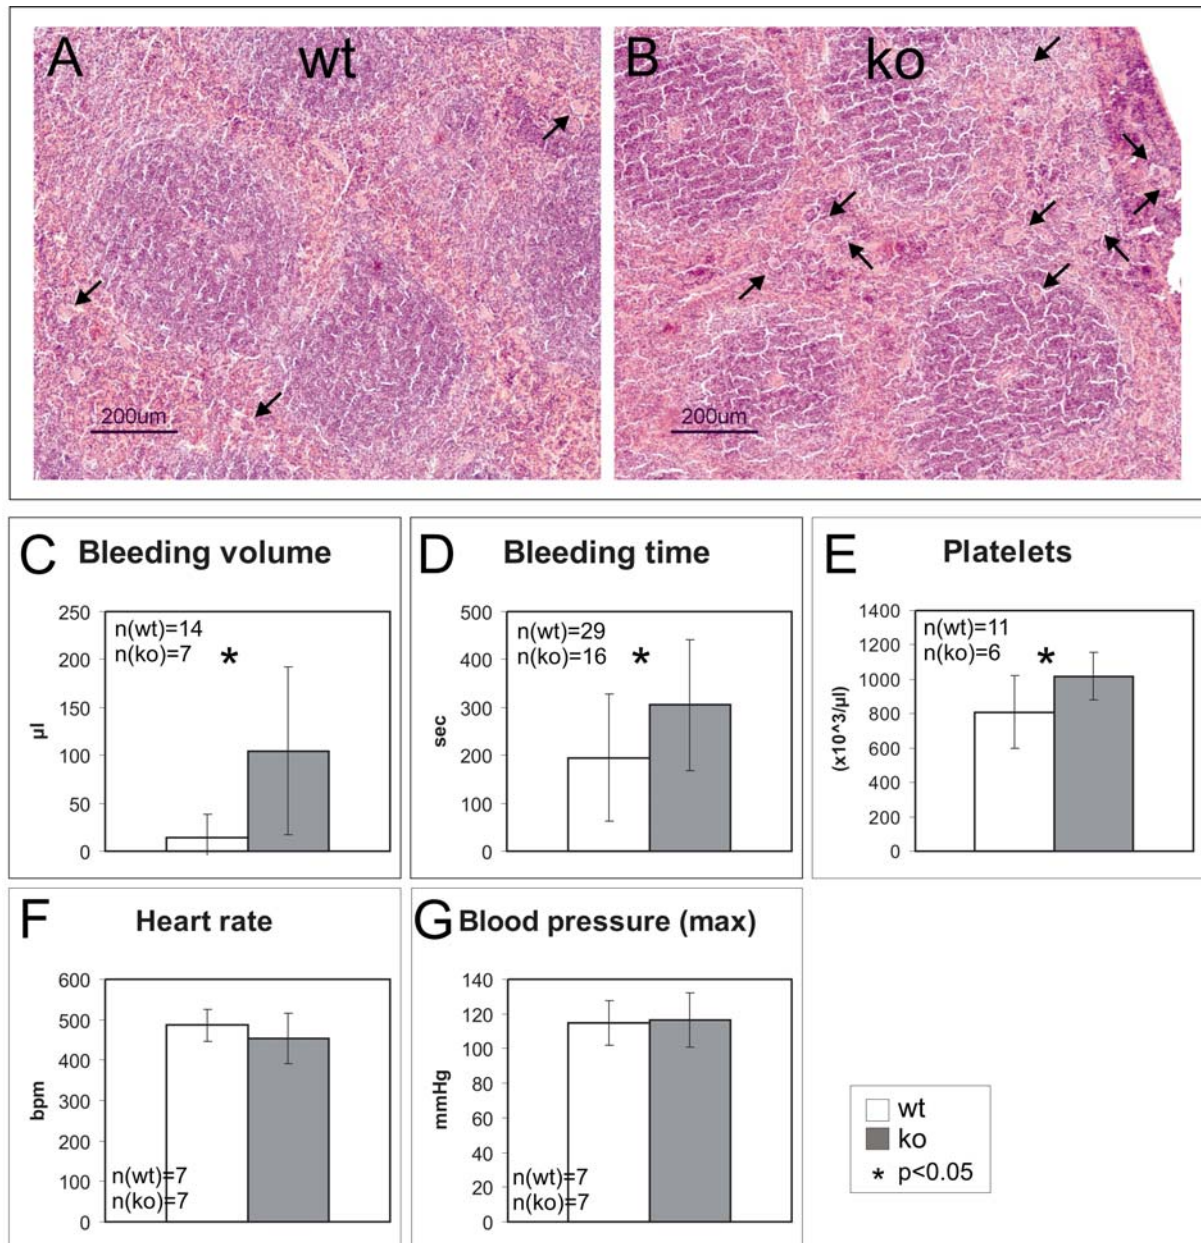 A
wt
200um
B
ko
200um
C
Bleeding volume
250
200
150
100
50
0
µl
n(wt)=14
n(ko)=7
*
D
Bleeding time
500
400
300
200
100
0
sec
n(wt)=29
n(ko)=16
*
E
Platelets
1400
1200
1000
800
600
400
200
0
(x10^3/µl)
n(wt)=11
n(ko)=6
*
F
Heart rate
600
500
400
300
200
100
0
bpm
n(wt)=7
n(ko)=7
G
Blood pressure (max)
140
120
100
80
60
40
20
0
mmHg
n(wt)=7
n(ko)=7
wt
ko
* p<0.05